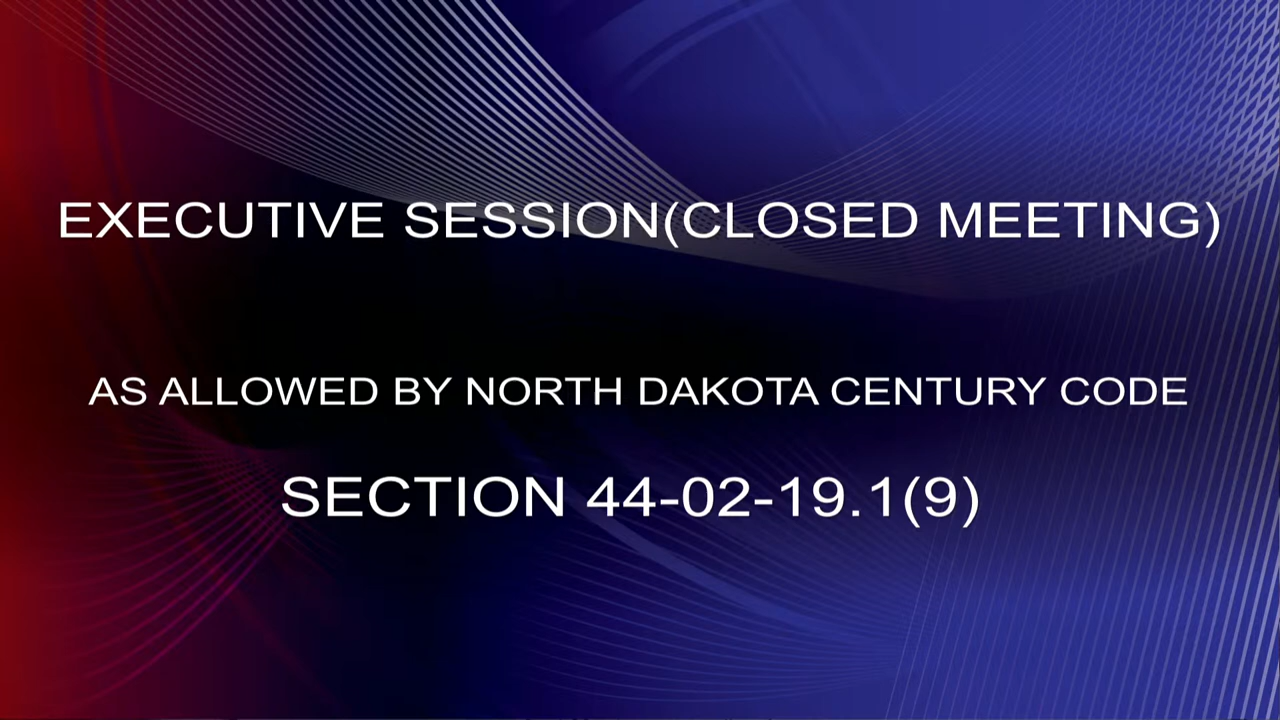 EXECUTIVE SESSION(CLOSED MEETING)
AS ALLOWED BY NORTH DAKOTA CENTURY CODE
SECTION 44-02-19.1(9)